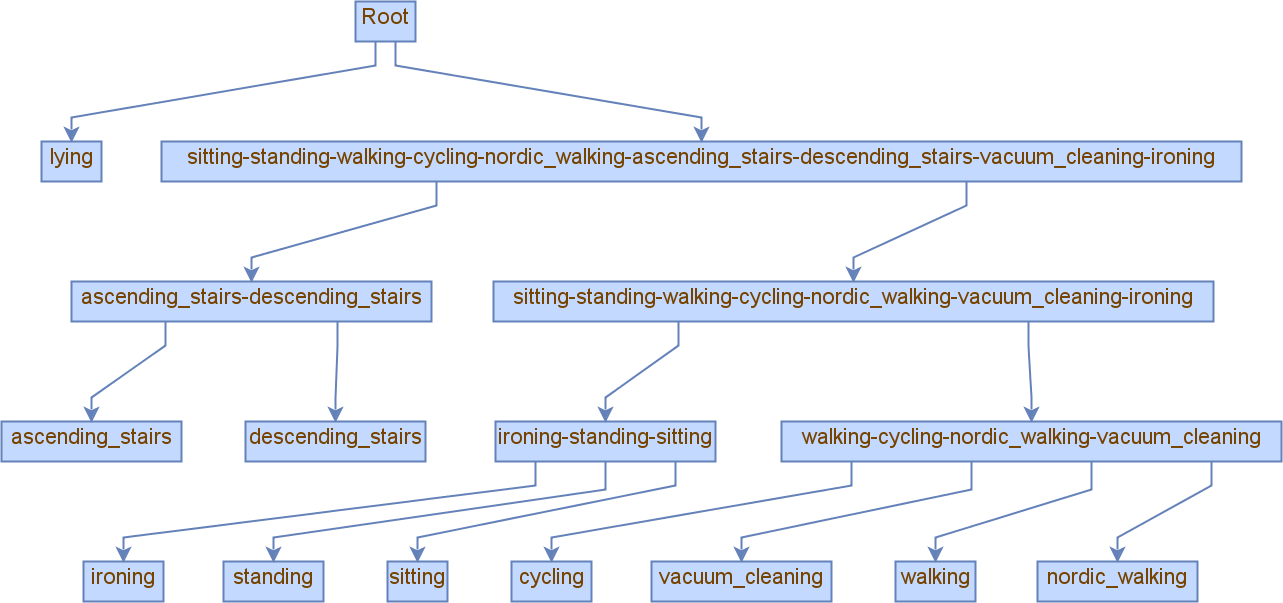 Root
lying
sitting-standing-walking-cycling-nordic_walking-ascending_stairs-descending_stairs-vacuum_cleaning-ironing
ascending_stairs-descending_stairs
sitting-standing-walking-cycling-nordic_walking-vacuum_cleaning-ironing
ascending_stairs
descending_stairs
ironing-standing-sitting
walking-cycling-nordic_walking-vacuum_cleaning
ironing
standing
sitting
cycling
vacuum_cleaning
walking
nordic_walking